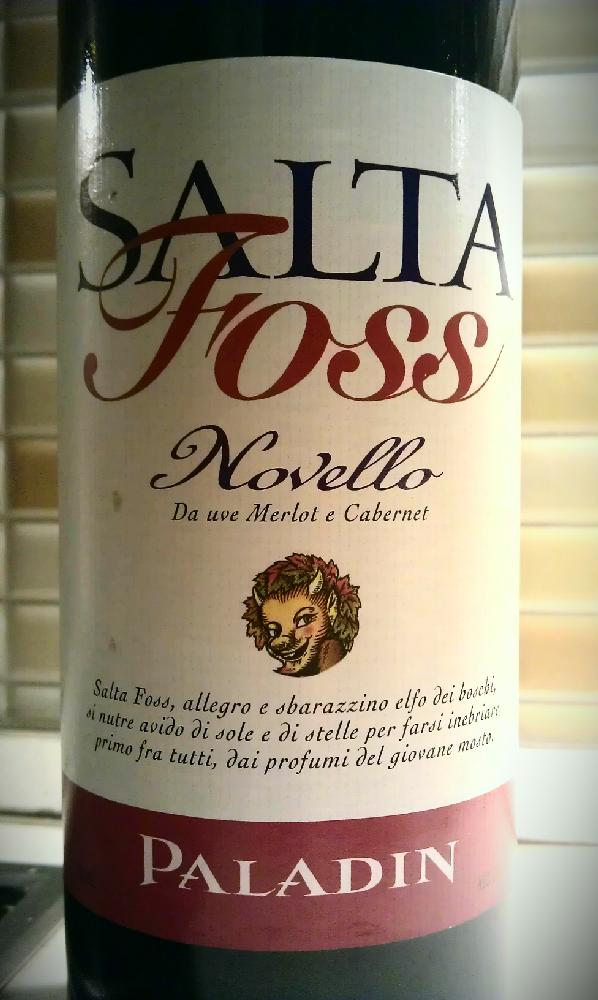 SALTA
Foss
Novello
Da uve Merlot e Cabernet
Salta Foss, allegro e sbarazzino elfo dei boschi,
si nutre avido di sole e di stelle per farsi inebriare
primo fra tutti, dai profumi del giovane mosto.
PALADIN